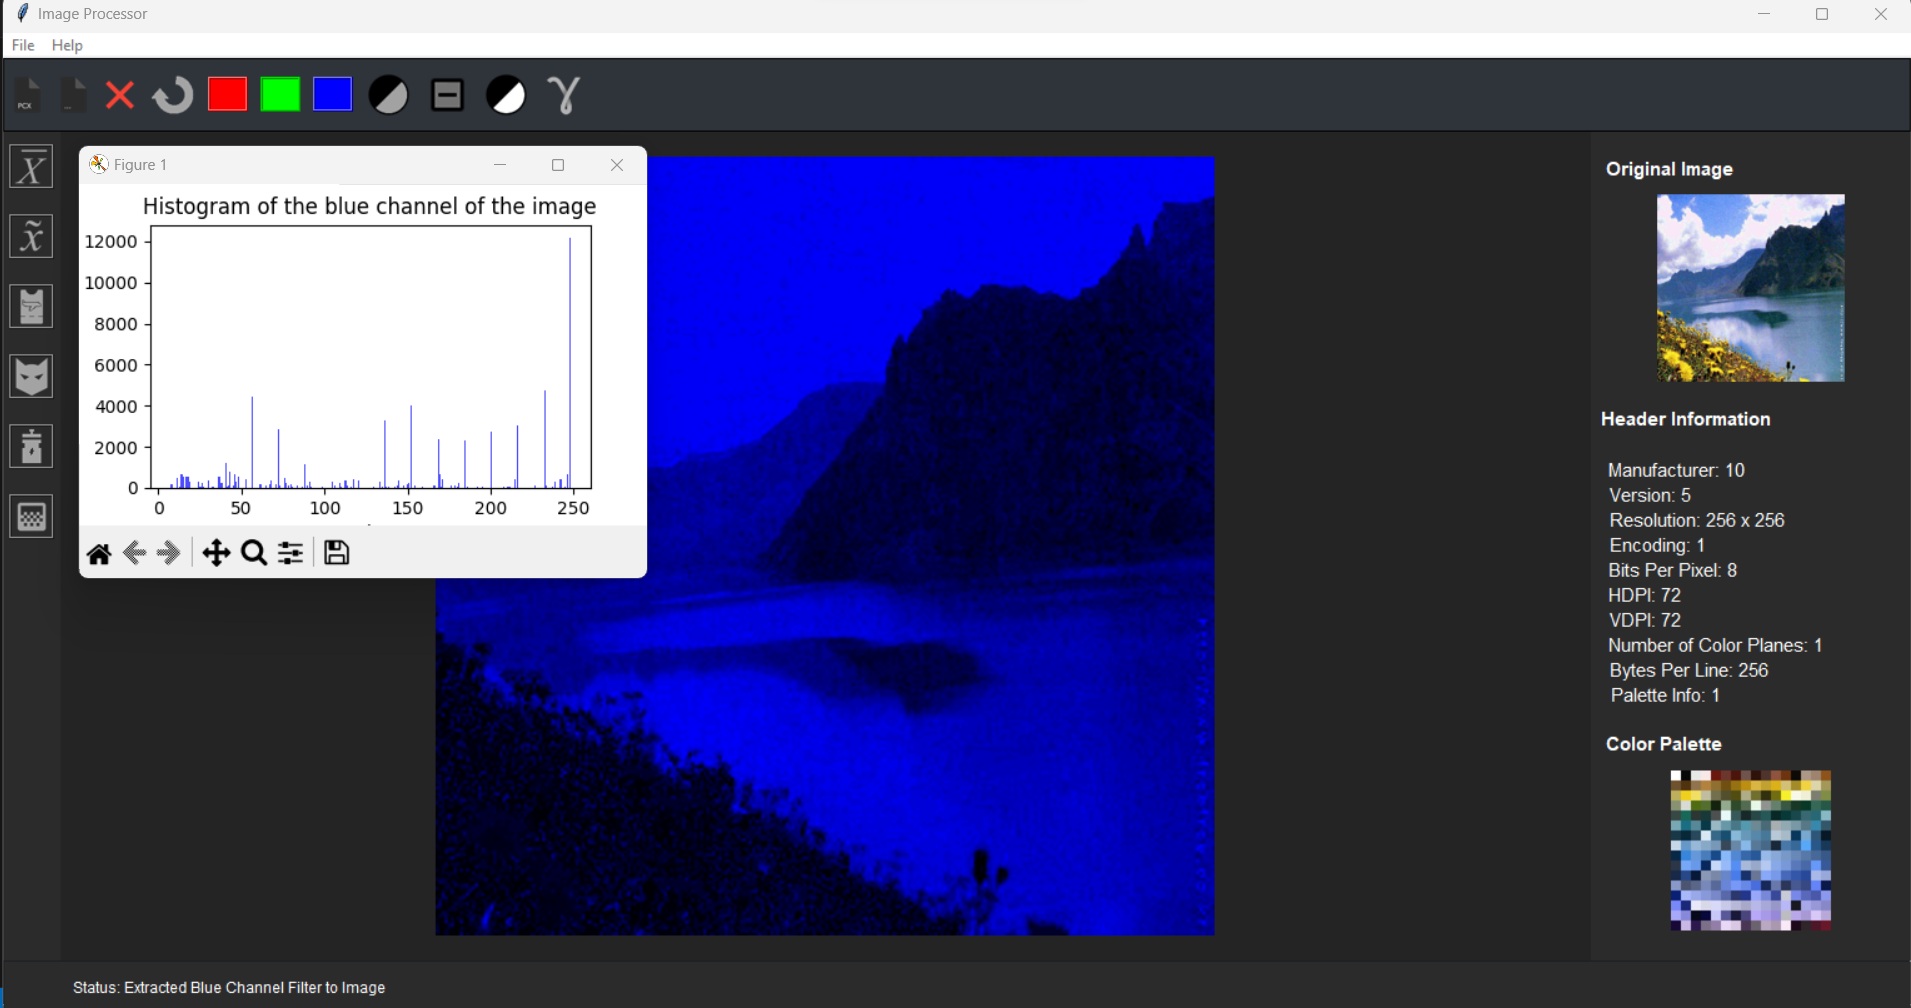 Image Processor
File Help
PCX
Figure 1
Histogram of the blue channel of the image
12000
10000
8000
6000
4000
2000
0
0 50 100 150 200 250
Original Image
Header Information
Manufacturer: 10
Version: 5
Resolution: 256 x 256
Encoding: 1
Bits Per Pixel: 8
HDPI: 72
VDPI: 72
Number of Color Planes: 1
Bytes Per Line: 256
Palette Info: 1
Color Palette
Status: Extracted Blue Channel Filter to Image